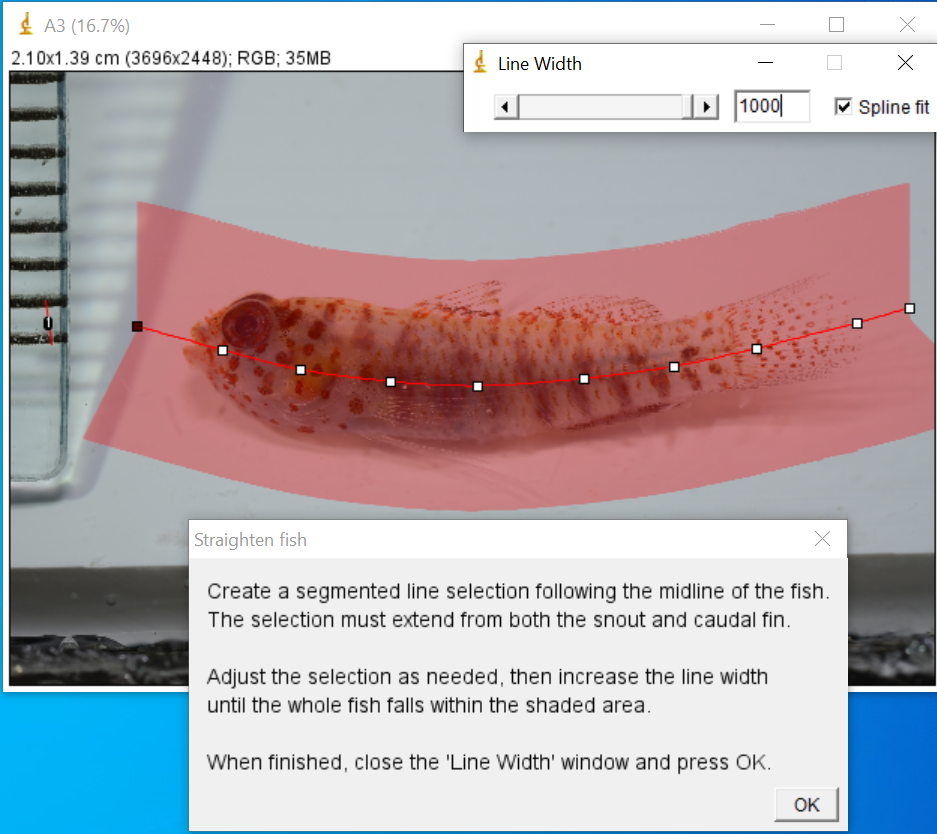 A3 (16.7%)
2.10x1.39 cm (3696x2448); RGB; 35MB
Line Width
1000
Spline fit
Straighten fish
Create a segmented line selection following the midline of the fish.
The selection must extend from both the snout and caudal fin.
Adjust the selection as needed, then increase the line width
until the whole fish falls within the shaded area.
When finished, close the 'Line Width' window and press OK.
OK